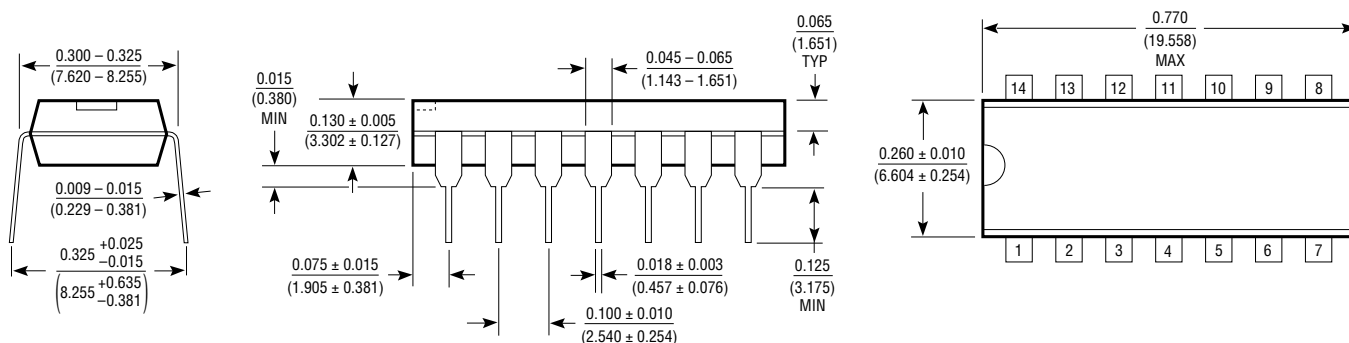 0.300 – 0.325
(7.620 – 8.255)
0.009 – 0.015
(0.229 – 0.381)
0.325 +0.025 –0.015
(8.255 +0.635 –0.381)
0.015
(0.380)
MIN
0.130 ± 0.005
(3.302 ± 0.127)
0.045 – 0.065
(1.143 – 1.651)
0.065
(1.651)
TYP
0.075 ± 0.015
(1.905 ± 0.381)
0.018 ± 0.003
(0.457 ± 0.076)
0.100 ± 0.010
(2.540 ± 0.254)
0.125
(3.175)
MIN
0.770
(19.558)
MAX
14 13 12 11 10 9 8
0.260 ± 0.010
(6.604 ± 0.254)
1 2 3 4 5 6 7